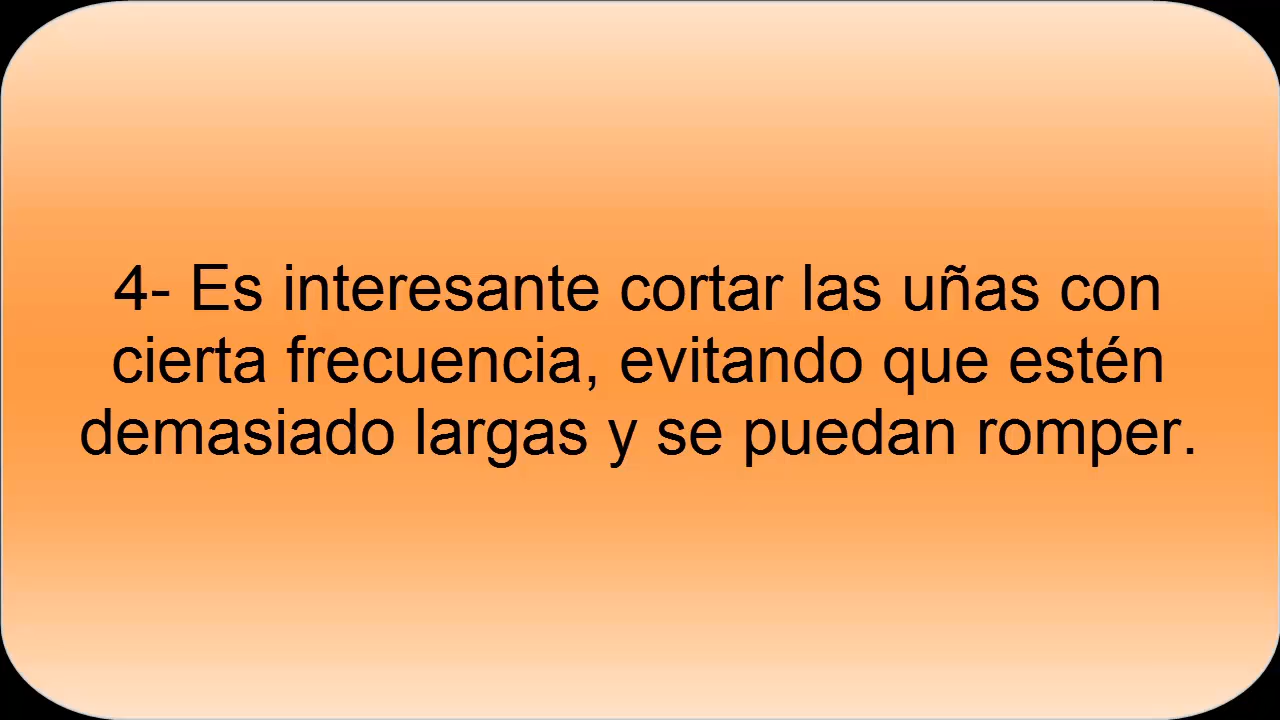 4- Es interesante cortar las uñas con
cierta frecuencia, evitando que estén
demasiado largas y se puedan romper.